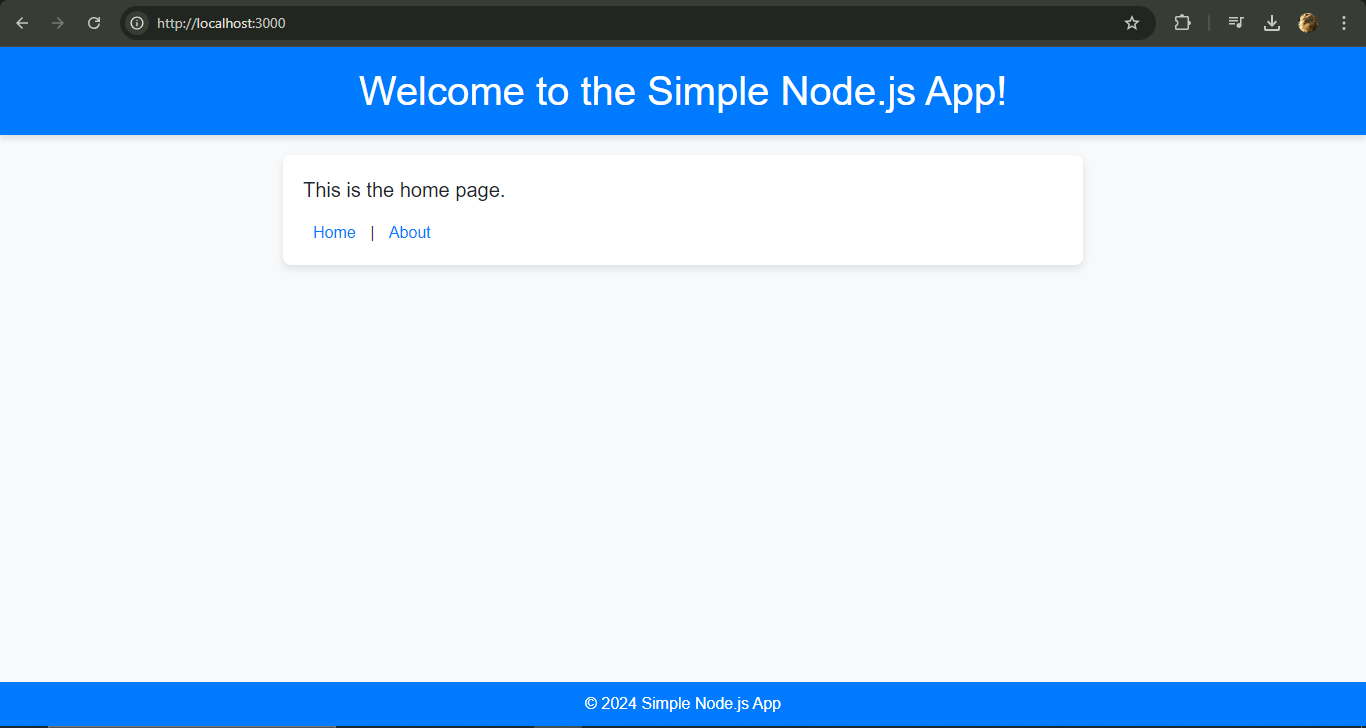 http://localhost:3000
Welcome to the Simple Node.js App!
This is the home page.
Home | About
© 2024 Simple Node.js App